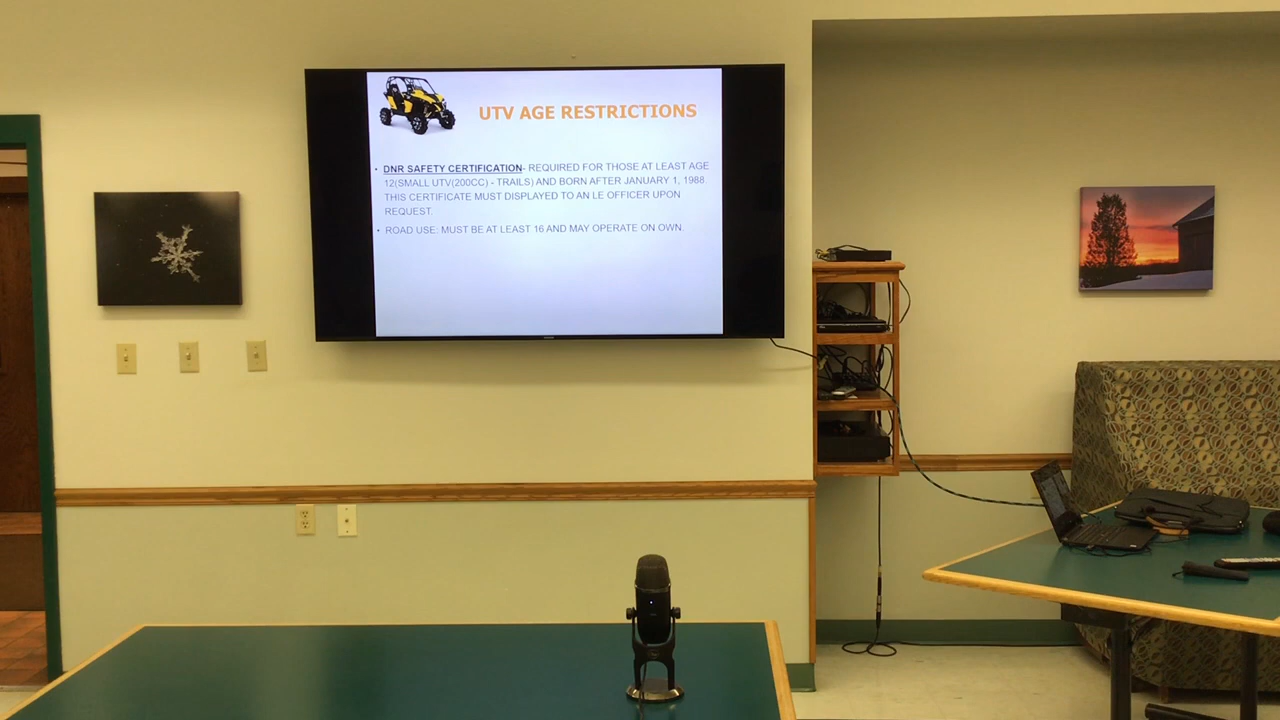 UTV AGE RESTRICTIONS
• DNR SAFETY CERTIFICATION- REQUIRED FOR THOSE AT LEAST AGE
12(SMALL UTV(200CC) - TRAILS) AND BORN AFTER JANUARY 1, 1988.
THIS CERTIFICATE MUST DISPLAYED TO AN LE OFFICER UPON
REQUEST.
• ROAD USE: MUST BE AT LEAST 16 AND MAY OPERATE ON OWN.